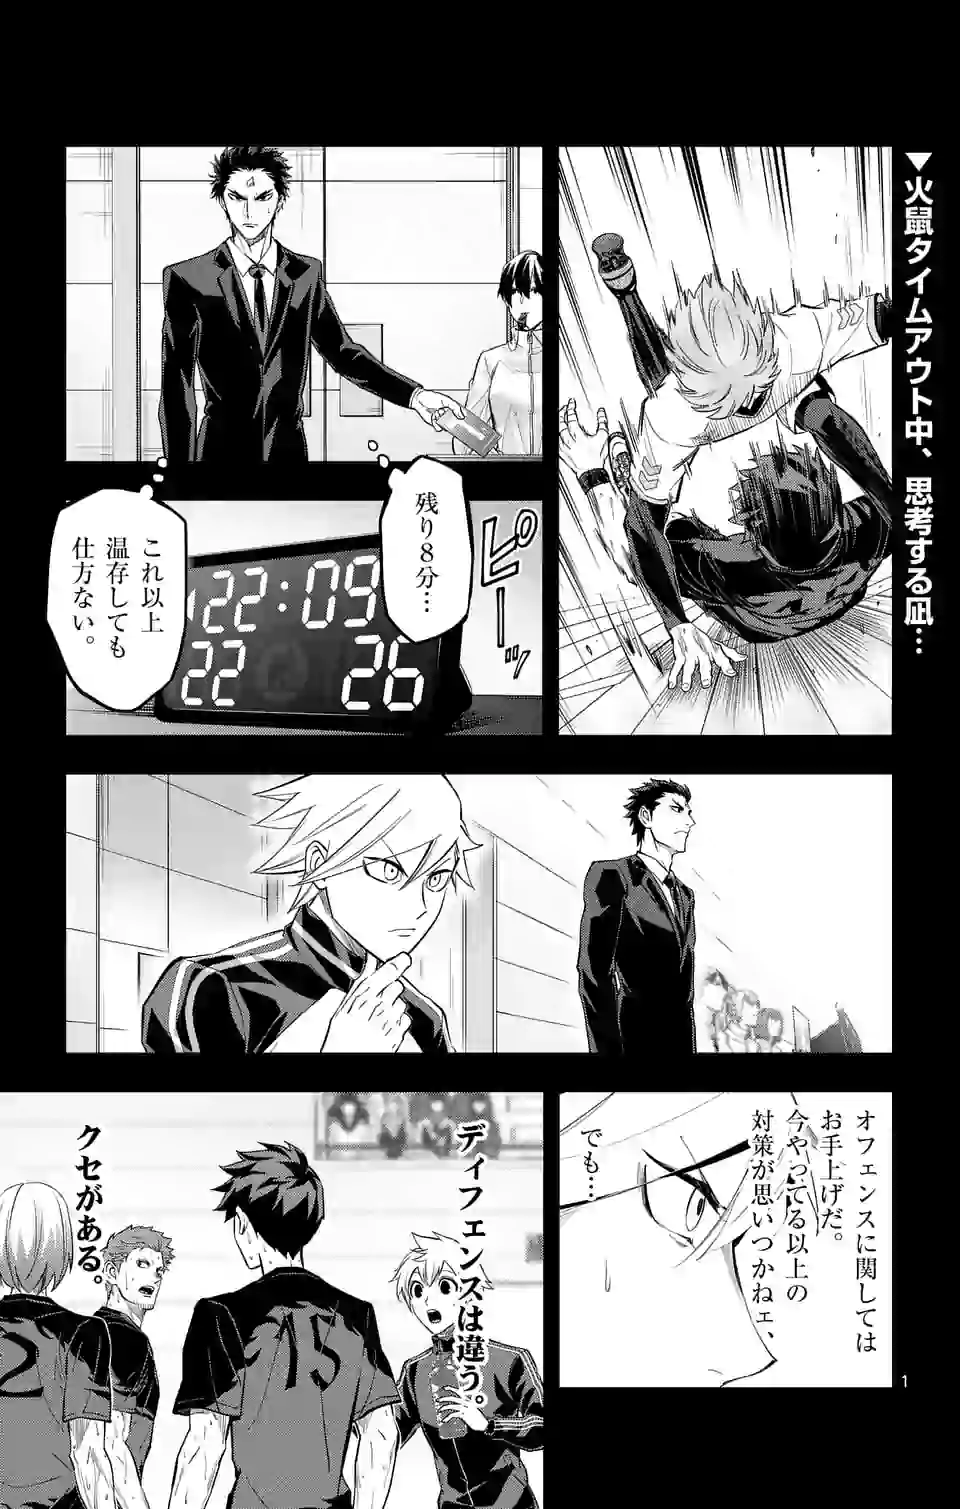 ▼火鼠タイムアウト中、思考する凪…
残り8分…
ピピーッ
これ以上
温存しても
仕方ない。
22:09
22 26
オフェンスに関しては
お手上げだ。
今やってる以上の
対策が思いつかねェ、
でも…
ディフェンスは違う。
クセがある。
2
15
1